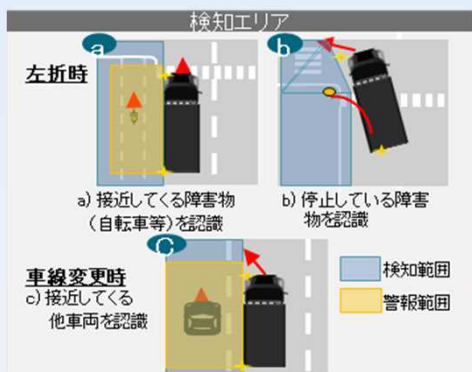 検知エリア
a
b
左折時
a) 接近してくる障害物
（自転車等）を認識
b) 停止している障害
物を認識
C
車線変更時
c) 接近してくる
他車両を認識
検知範囲
警報範囲